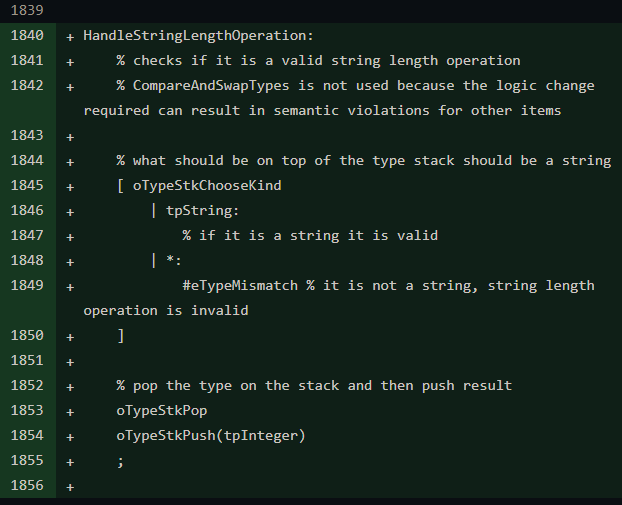 1839
1840 + HandleStringLengthOperation:
1841 + % checks if it is a valid string length operation
1842 + % CompareAndSwapTypes is not used because the logic change
required can result in semantic violations for other items
1843 +
1844 + % what should be on top of the type stack should be a string
1845 + [ oTypeStkChooseKind
1846 + | tpString:
1847 + % if it is a string it is valid
1848 + | *:
1849 + #eTypeMismatch % it is not a string, string length
operation is invalid
1850 + ]
1851 +
1852 + % pop the type on the stack and then push result
1853 + oTypeStkPop
1854 + oTypeStkPush(tpInteger)
1855 + ;
1856 +